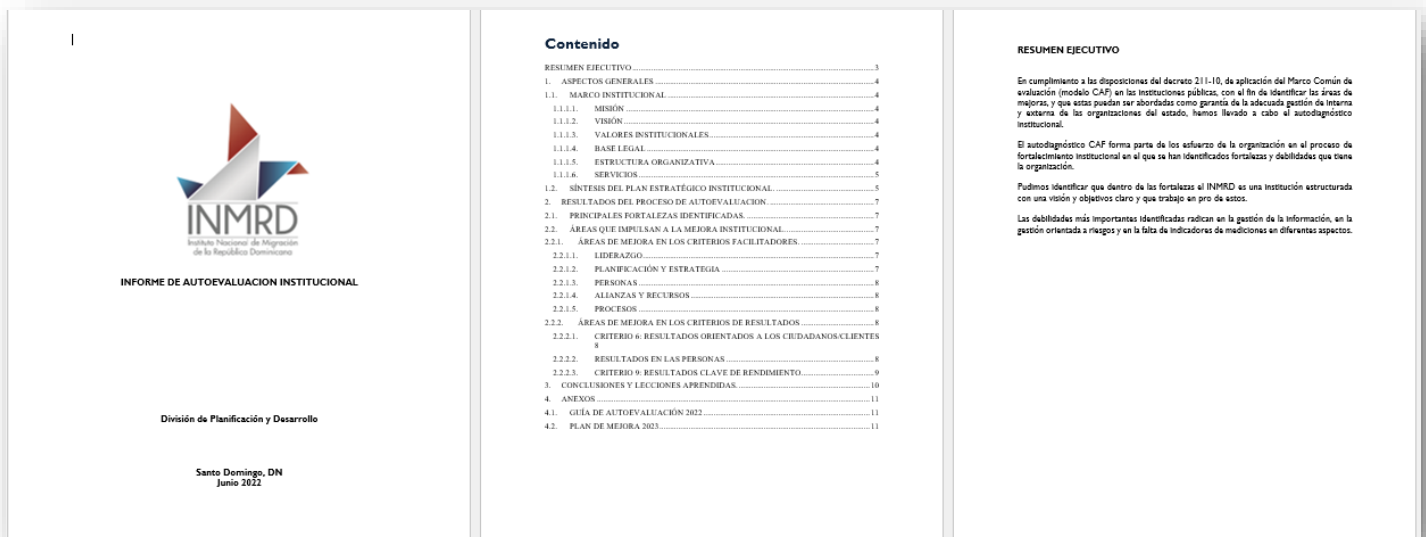 INMRD
Instituto Nacional de Migración
de la República Dominicana
INFORME DE AUTOEVALUACION INSTITUCIONAL
División de Planificación y Desarrollo
Santo Domingo, DN
Junio 2022
Contenido
RESUMEN EJECUTIVO 3
1. ASPECTOS GENERALES 4
1.1. MARCO INSTITUCIONAL 4
1.1.1.1. MISIÓN 4
1.1.1.2. VISIÓN 4
1.1.1.3. VALORES INSTITUCIONALES 4
1.1.1.4. BASE LEGAL 4
1.1.1.5. ESTRUCTURA ORGANIZATIVA 4
1.1.1.6. SERVICIOS 5
1.2. SÍNTESIS DEL PLAN ESTRATÉGICO INSTITUCIONAL. 5
2. RESULTADOS DEL PROCESO DE AUTOEVALUACION. 7
2.1. PRINCIPALES FORTALEZAS IDENTIFICADAS. 7
2.2. ÁREAS QUE IMPULSAN A LA MEJORA INSTITUCIONAL 7
2.2.1. ÁREAS DE MEJORA EN LOS CRITERIOS FACILITADORES. 7
2.2.1.1. LIDERAZGO 7
2.2.1.2. PLANIFICACIÓN Y ESTRATEGIA 7
2.2.1.3. PERSONAS 8
2.2.1.4. ALIANZAS Y RECURSOS 8
2.2.1.5. PROCESOS 8
2.2.2. ÁREAS DE MEJORA EN LOS CRITERIOS DE RESULTADOS 8
2.2.2.1. CRITERIO 6: RESULTADOS ORIENTADOS A LOS CIUDADANOS/CLIENTES
8
2.2.2.2. RESULTADOS EN LAS PERSONAS 8
2.2.2.3. CRITERIO 9: RESULTADOS CLAVE DE RENDIMIENTO 9
3. CONCLUSIONES Y LECCIONES APRENDIDAS. 10
4. ANEXOS 11
4.1. GUÍA DE AUTOEVALUACIÓN 2022 11
4.2. PLAN DE MEJORA 2023 11
RESUMEN EJECUTIVO
En cumplimiento a las disposiciones del decreto 211-10, de aplicación del Marco Común de
evaluación (modelo CAF) en las instituciones públicas, con el fin de identificar las áreas de
mejoras, y que estas puedan ser abordadas como garantía de la adecuada gestión de interna
y externa de las organizaciones del estado, hemos llevado a cabo el autodiagnóstico
institucional.
El autodiagnóstico CAF forma parte de los esfuerzo de la organización en el proceso de
fortalecimiento institucional en el que se han identificados fortalezas y debilidades que tiene
la organización.
Pudimos identificar que dentro de las fortalezas el INMRD es una institución estructurada
con una visión y objetivos claro y que trabajo en pro de estos.
Las debilidades más importantes identificadas radican en la gestión de la información, en la
gestión orientada a riesgos y en la falta de indicadores de mediciones en diferentes aspectos.